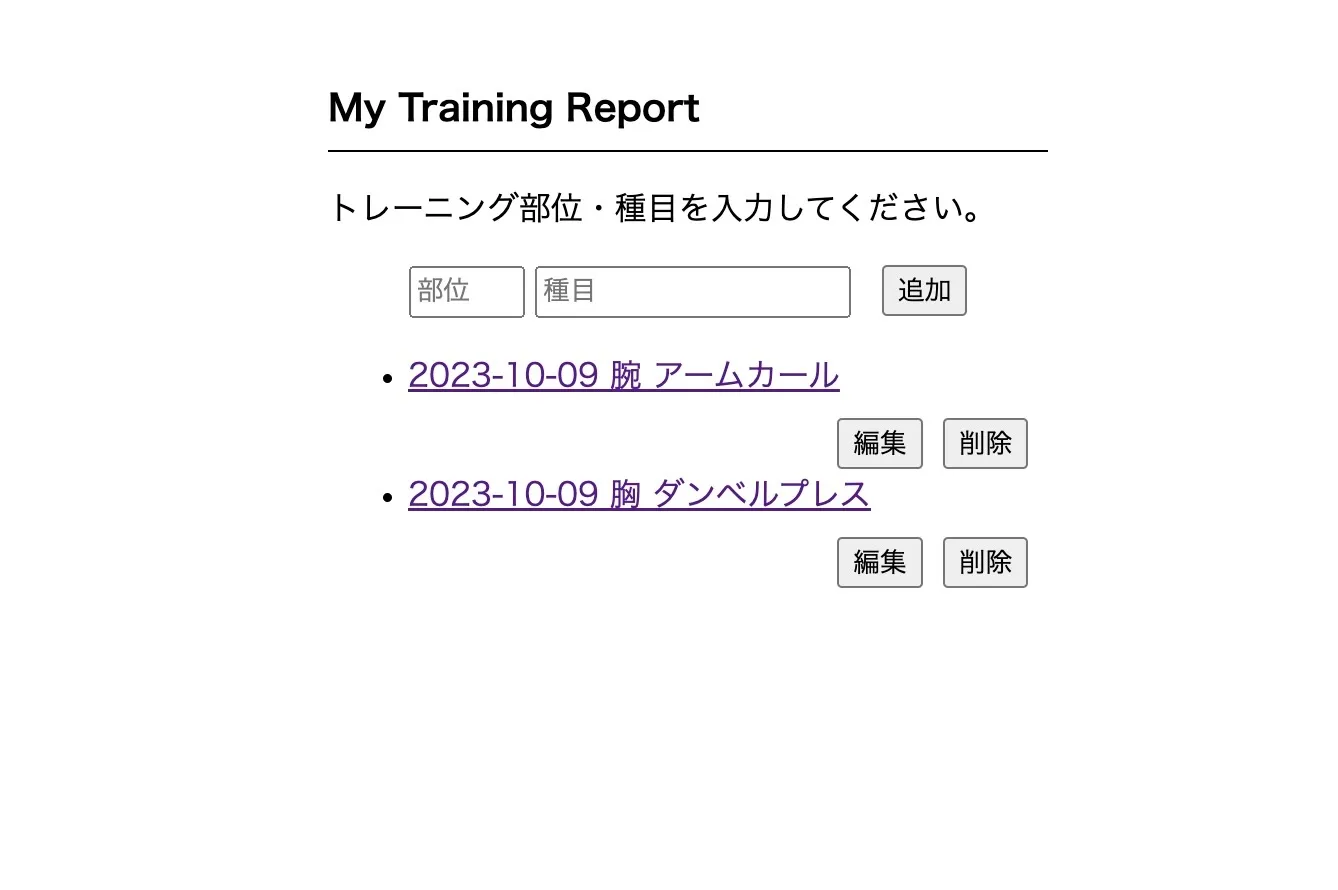 My Training Report
トレーニング部位・種目を入力してください。
部位 種目 追加
2023-10-09 腕 アームカール
編集 削除
2023-10-09 胸 ダンベルプレス
編集 削除